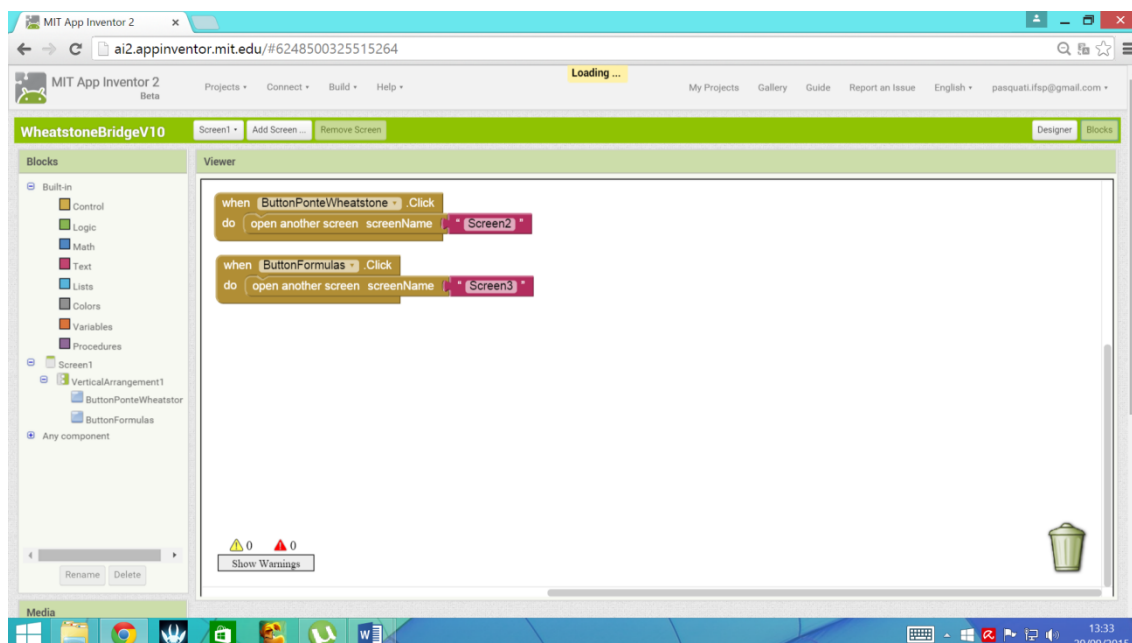 MIT App Inventor 2
ai2.appinventor.mit.edu/#6248500325515264
Loading ...
MIT App Inventor 2
Beta
Projects Connect Build Help My Projects Gallery Guide Report an Issue English pasquati.ifsp@gmail.com
WheatstoneBridgeV10 Screen1 Add Screen ... Remove Screen Designer Blocks
Blocks Viewer
Built-in
Control
Logic
Math
Text
Lists
Colors
Variables
Procedures
Screen1
VerticalArrangement1
ButtonPonteWheatstor
ButtonFormulas
Any component
when ButtonPonteWheatstone .Click
do open another screen screenName " Screen2 "
when ButtonFormulas .Click
do open another screen screenName " Screen3 "
0 0
Show Warnings
Rename Delete
Media
13:33